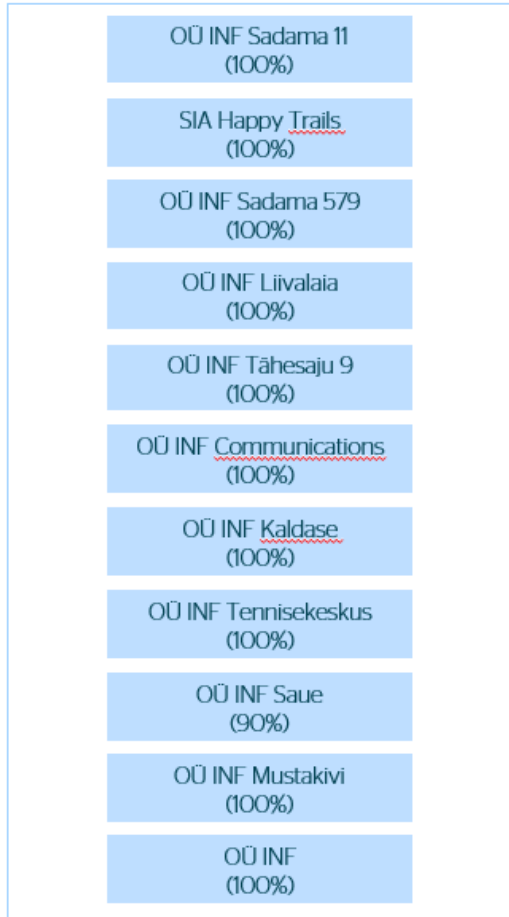 OÜ INF Sadama 11
(100%)
SIA Happy Trails
(100%)
OÜ INF Sadama 579
(100%)
OÜ INF Liivalaia
(100%)
OÜ INF Tähesaju 9
(100%)
OÜ INF Communications
(100%)
OÜ INF Kaldase
(100%)
OÜ INF Tennisekeskus
(100%)
OÜ INF Saue
(90%)
OÜ INF Mustakivi
(100%)
OÜ INF
(100%)